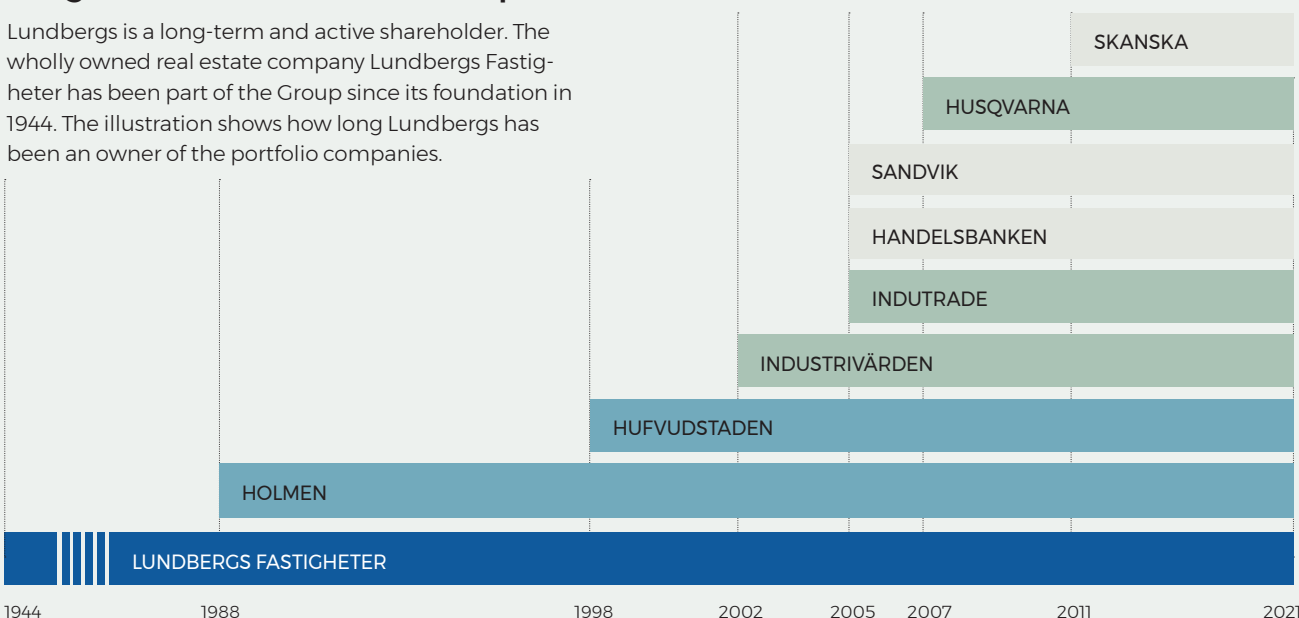 Lundbergs is a long-term and active shareholder. The
wholly owned real estate company Lundbergs Fastig-
heter has been part of the Group since its foundation in
1944. The illustration shows how long Lundbergs has
been an owner of the portfolio companies.
SKANSKA
HUSQVARNA
SANDVIK
HANDELSBANKEN
INDUTRADE
INDUSTRIVÄRDEN
HUFVUDSTADEN
HOLMEN
LUNDBERGS FASTIGHETER
1944 1988 1998 2002 2005 2007 2011 2021